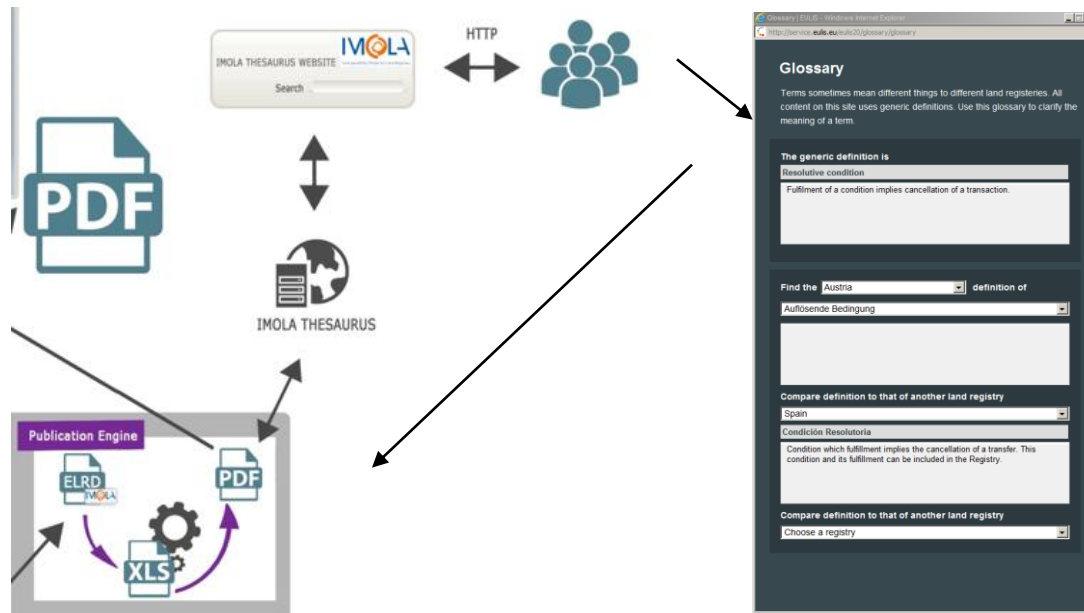 IMOLA
IMOLA THESAURUS WEBSITE
Search
HTTP
PDF
IMOLA THESAURUS
Publication Engine
ELRD
IMOLA
PDF
XLS
Glossary : EULIS - Windows Internet Explorer
http://service.eulis.eu/eulis20/glossary/glossary
Glossary
Terms sometimes mean different things to different land registeries. All
content on this site uses generic definitions. Use this glossary to clarify the
meaning of a term.
The generic definition is
Resolutive condition
Fulfilment of a condition implies cancellation of a transaction.
Find the Austria definition of
Auflösende Bedingung
Compare definition to that of another land registry
Spain
Condición Resolutoria
Condition which fulfillment implies the cancellation of a transfer. This
condition and its fulfillment can be included in the Registry.
Compare definition to that of another land registry
Choose a registry